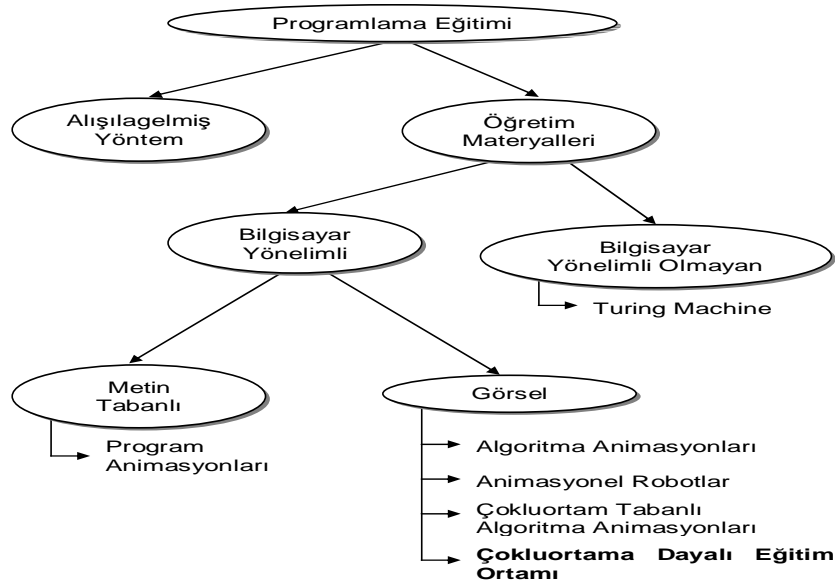 Programlama Eğitimi
Alışılagelmiş
Yöntem
Öğretim
Materyalleri
Bilgisayar
Yönelimli
Bilgisayar
Yönelimli Olmayan
Turing Machine
Metin
Tabanlı
Görsel
Program
Animasyonları
Algoritma Animasyonları
Animasyonel Robotlar
Çokluortam Tabanlı
Algoritma Animasyonları
Çokluortama Dayalı Eğitim
Ortamı